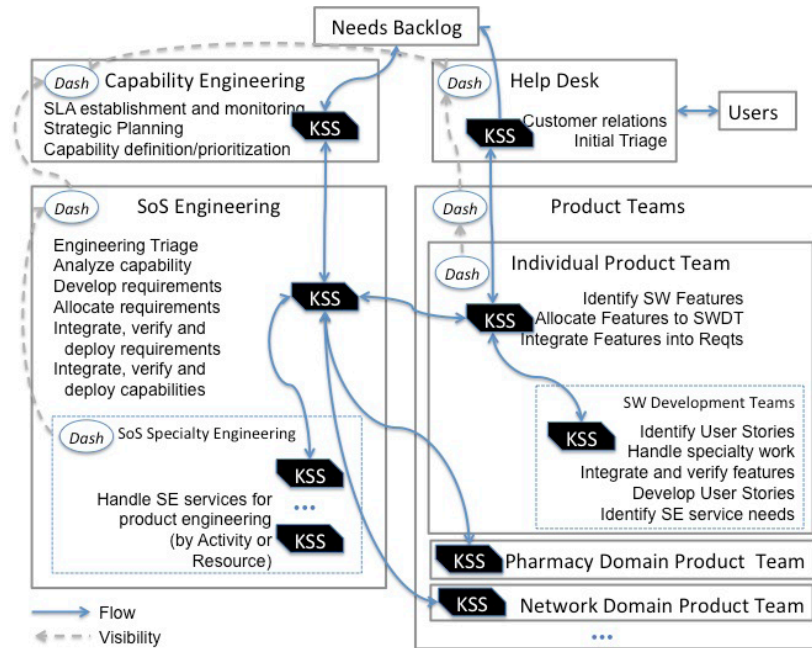 Needs Backlog
Dash
Capability Engineering
SLA establishment and monitoring
Strategic Planning
Capability definition/prioritization
KSS
Dash
Help Desk
Customer relations
Initial Triage
KSS
Users
Dash
SoS Engineering
Engineering Triage
Analyze capability
Develop requirements
Allocate requirements
Integrate, verify and
deploy requirements
Integrate, verify and
deploy capabilities
KSS
Dash
SoS Specialty Engineering
KSS
...
Handle SE services for
product engineering
(by Activity or
Resource)
KSS
Dash
Product Teams
Dash
Individual Product Team
Identify SW Features
Allocate Features to SWDT
Integrate Features into Reqts
KSS
SW Development Teams
KSS
Identify User Stories
Handle specialty work
Integrate and verify features
Develop User Stories
Identify SE service needs
KSS
Pharmacy Domain Product Team
KSS
Network Domain Product Team
...
Flow
Visibility